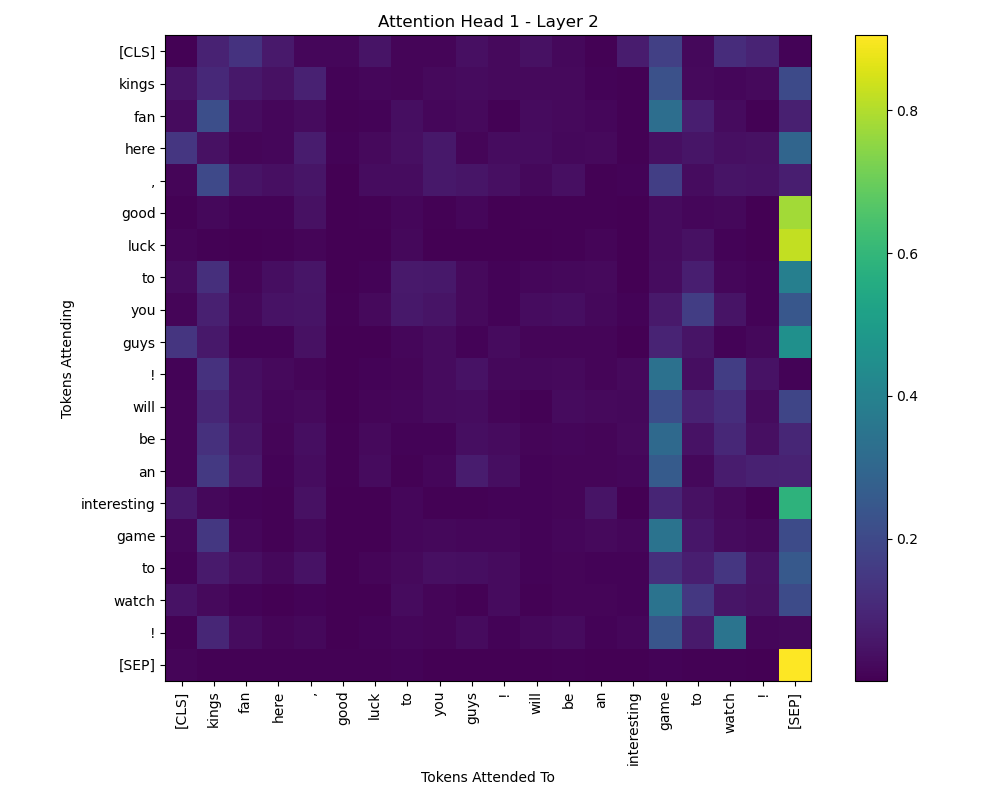 Attention Head 1 - Layer 2
Tokens Attending
[CLS]
kings
fan
here
,
good
luck
to
you
guys
!
will
be
an
interesting
game
to
watch
!
[SEP]
[CLS]
kings
fan
here
,
good
luck
to
you
guys
!
will
be
an
interesting
game
to
watch
!
[SEP]
Tokens Attended To
0.8
0.6
0.4
0.2